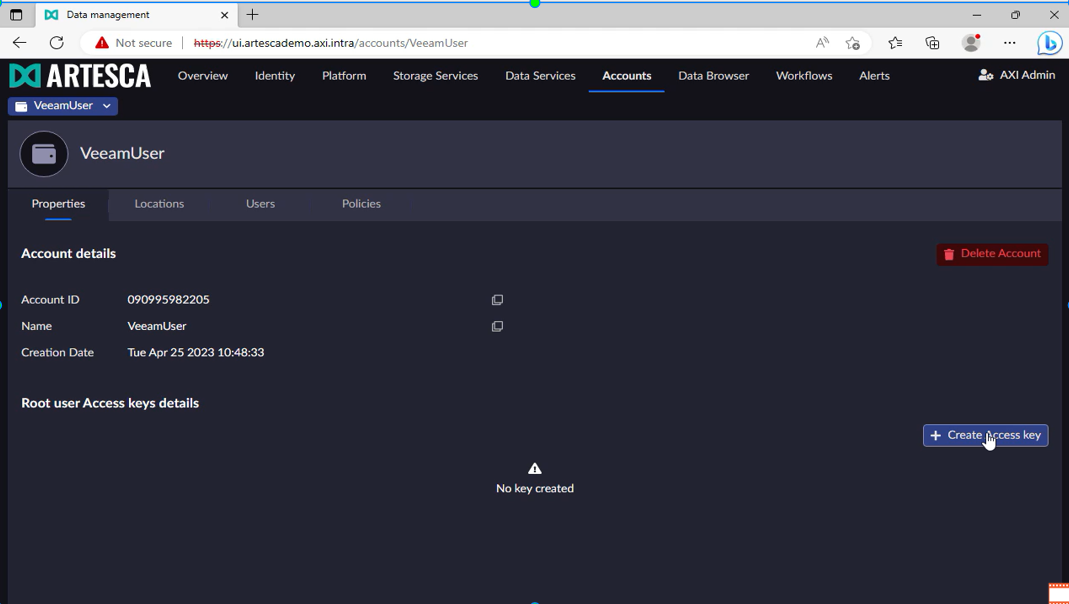 Data management
Not secure https://ui.artescademo.axi.intra/accounts/VeeamUser
ARTESCA Overview Identity Platform Storage Services Data Services Accounts Data Browser Workflows Alerts AXI Admin
VeeamUser
VeeamUser
Properties Locations Users Policies
Account details Delete Account
Account ID 090995982205
Name VeeamUser
Creation Date Tue Apr 25 2023 10:48:33
Root user Access keys details
+ Create Access key
No key created